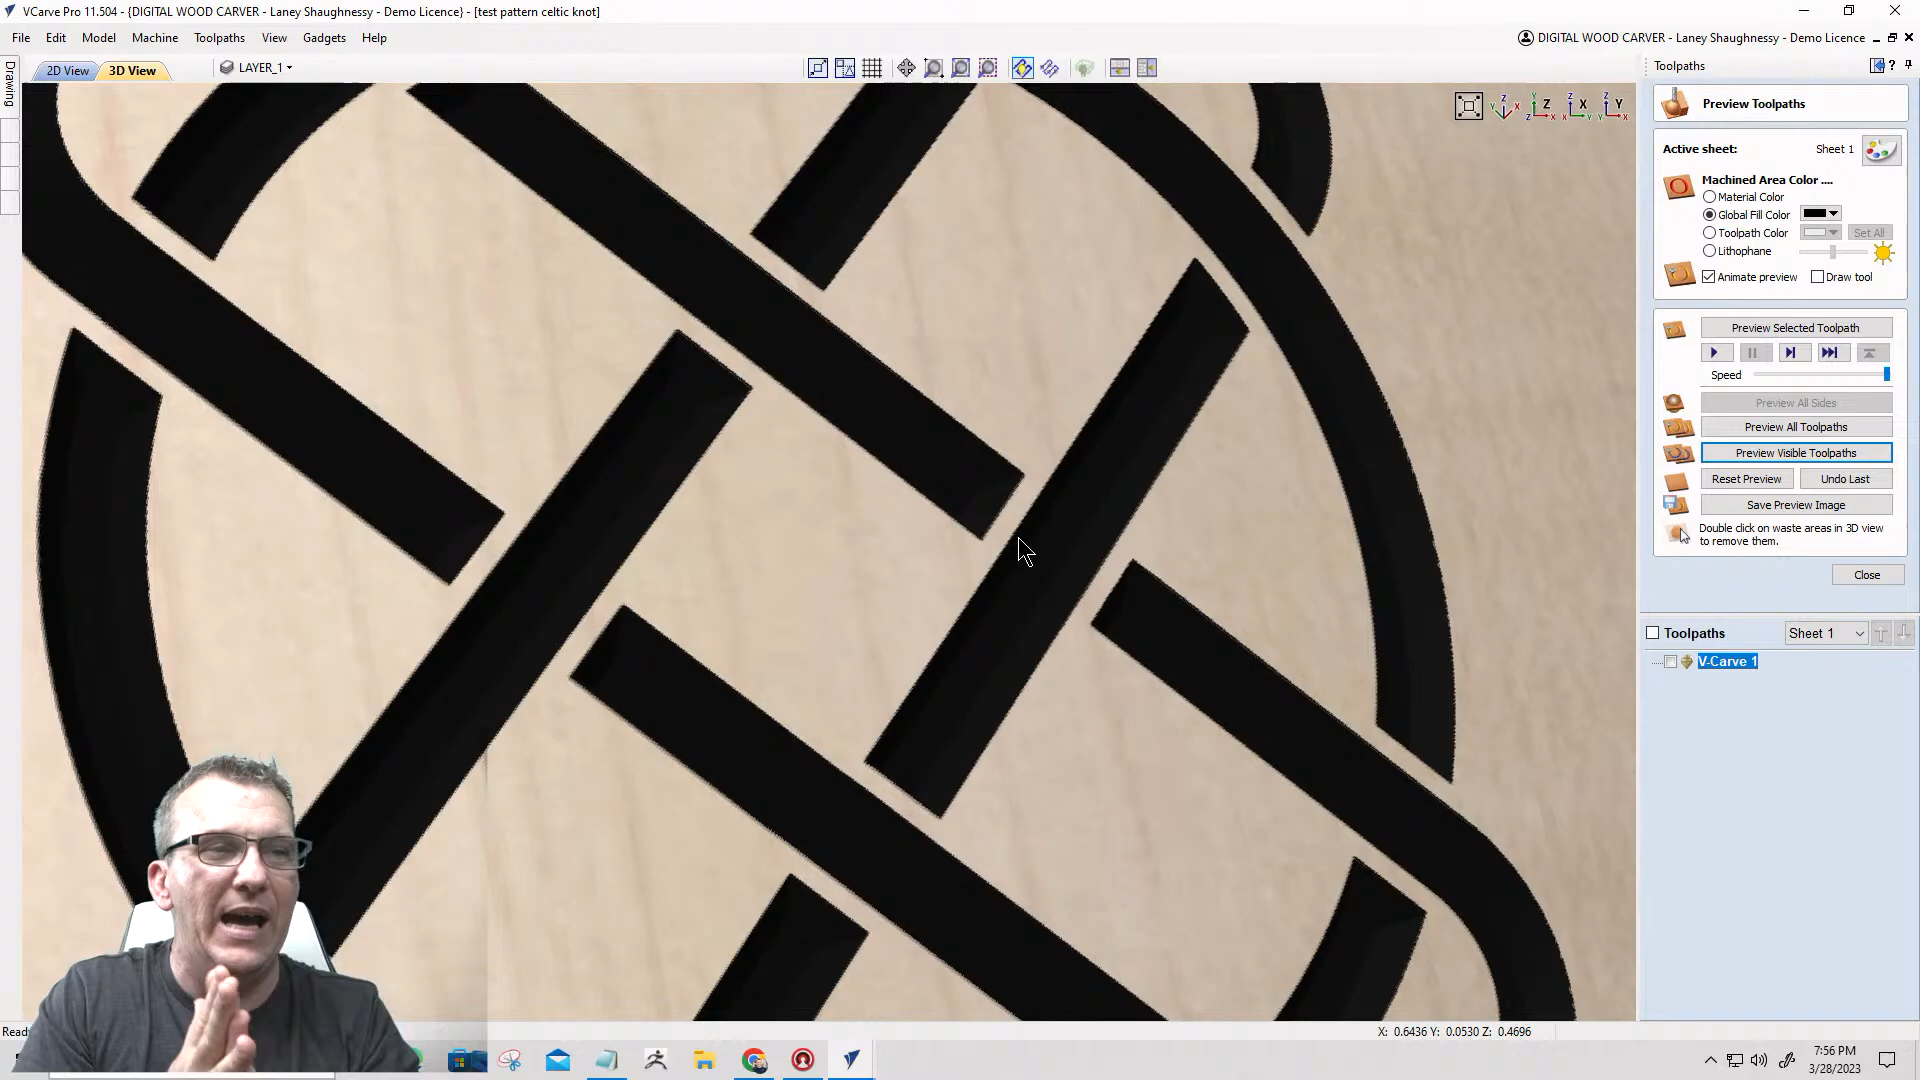 VCarve Pro 11.504 - {DIGITAL WOOD CARVER - Laney Shaughnessy - Demo Licence} - [test pattern celtic knot]
File Edit Model Machine Toolpaths View Gadgets Help
DIGITAL WOOD CARVER - Laney Shaughnessy - Demo Licence
Drawing
2D View
3D View
LAYER_1
Toolpaths
Preview Toolpaths
Active sheet: Sheet 1
Machined Area Color ....
Material Color
Global Fill Color
Toolpath Color Set All
Lithophane
Animate preview Draw tool
Preview Selected Toolpath
Speed
Preview All Sides
Preview All Toolpaths
Preview Visible Toolpaths
Reset Preview Undo Last
Save Preview Image
Double click on waste areas in 3D view
to remove them.
Close
Toolpaths Sheet 1
V-Carve 1
X: 0.6436 Y: 0.0530 Z: 0.4696
7:56 PM
3/28/2023